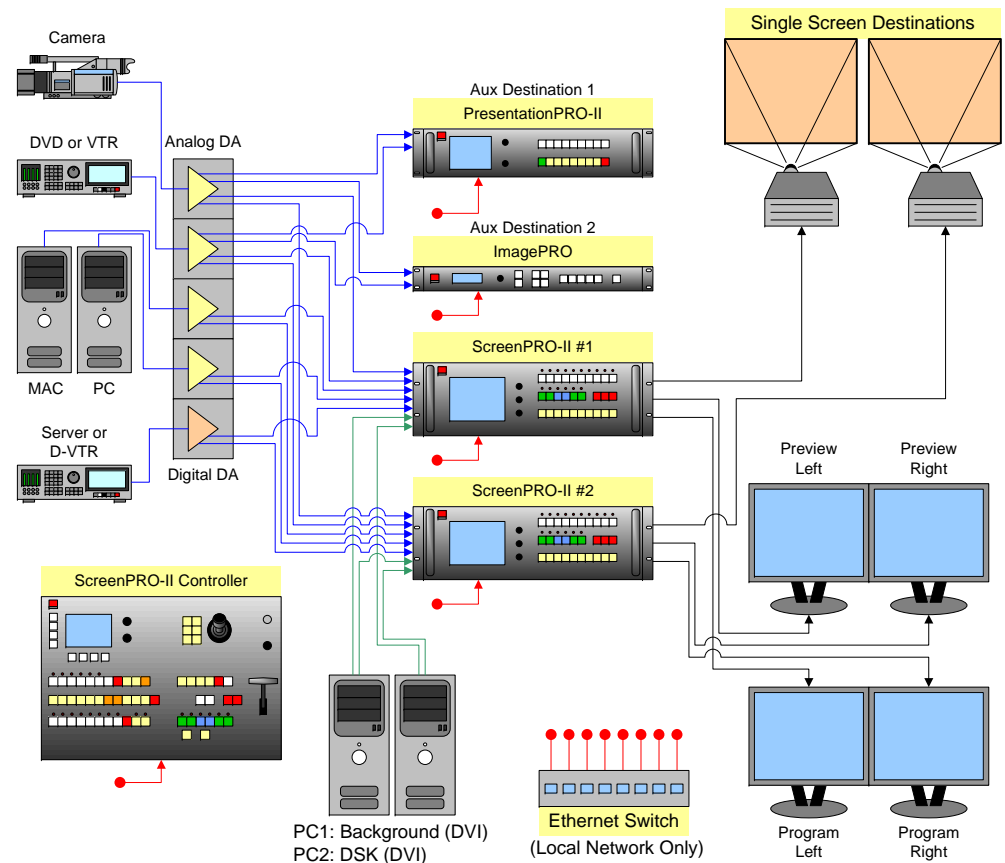 Single Screen Destinations
Camera
Aux Destination 1
PresentationPRO-II
DVD or VTR
Analog DA
Aux Destination 2
ImagePRO
ScreenPRO-II #1
MAC
PC
Server or
D-VTR
Digital DA
Preview
Left
Preview
Right
ScreenPRO-II #2
ScreenPRO-II Controller
PC1: Background (DVI)
PC2: DSK (DVI)
Ethernet Switch
(Local Network Only)
Program
Left
Program
Right